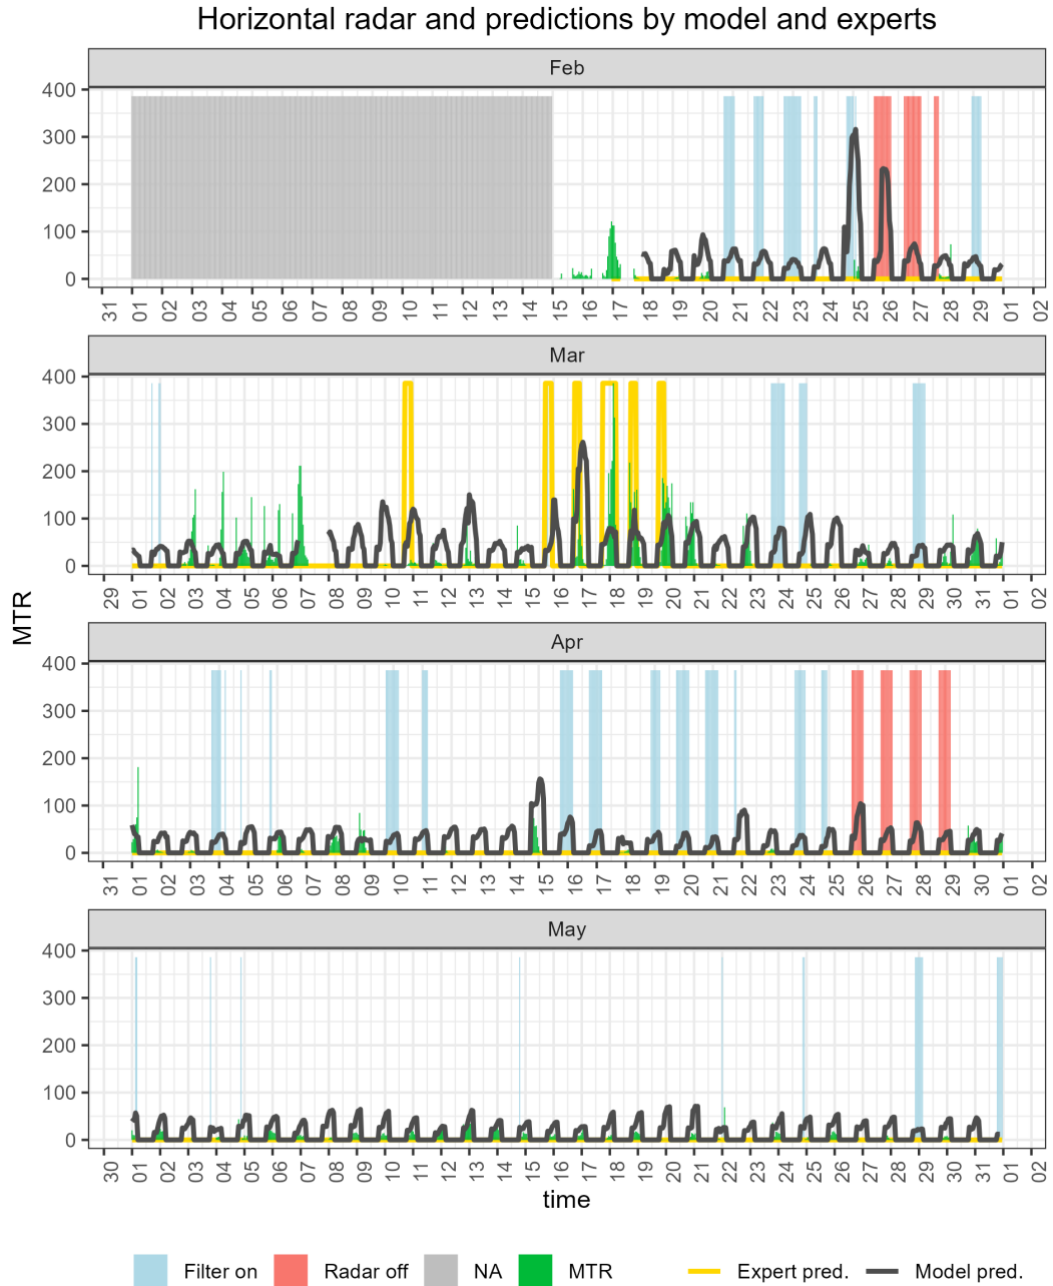 Horizontal radar and predictions by model and experts
Feb
400
300
200
100
0
31 01 02 03 04 05 06 07 08 09 10 11 12 13 14 15 16 17 18 19 20 21 22 23 24 25 26 27 28 29 01 02
Mar
400
300
200
100
0
29 01 02 03 04 05 06 07 08 09 10 11 12 13 14 15 16 17 18 19 20 21 22 23 24 25 26 27 28 29 30 31 01 02
MTR
Apr
400
300
200
100
0
31 01 02 03 04 05 06 07 08 09 10 11 12 13 14 15 16 17 18 19 20 21 22 23 24 25 26 27 28 29 30 01 02
May
400
300
200
100
0
30 01 02 03 04 05 06 07 08 09 10 11 12 13 14 15 16 17 18 19 20 21 22 23 24 25 26 27 28 29 30 31 01 02
time
Filter on Radar off NA MTR Expert pred. Model pred.